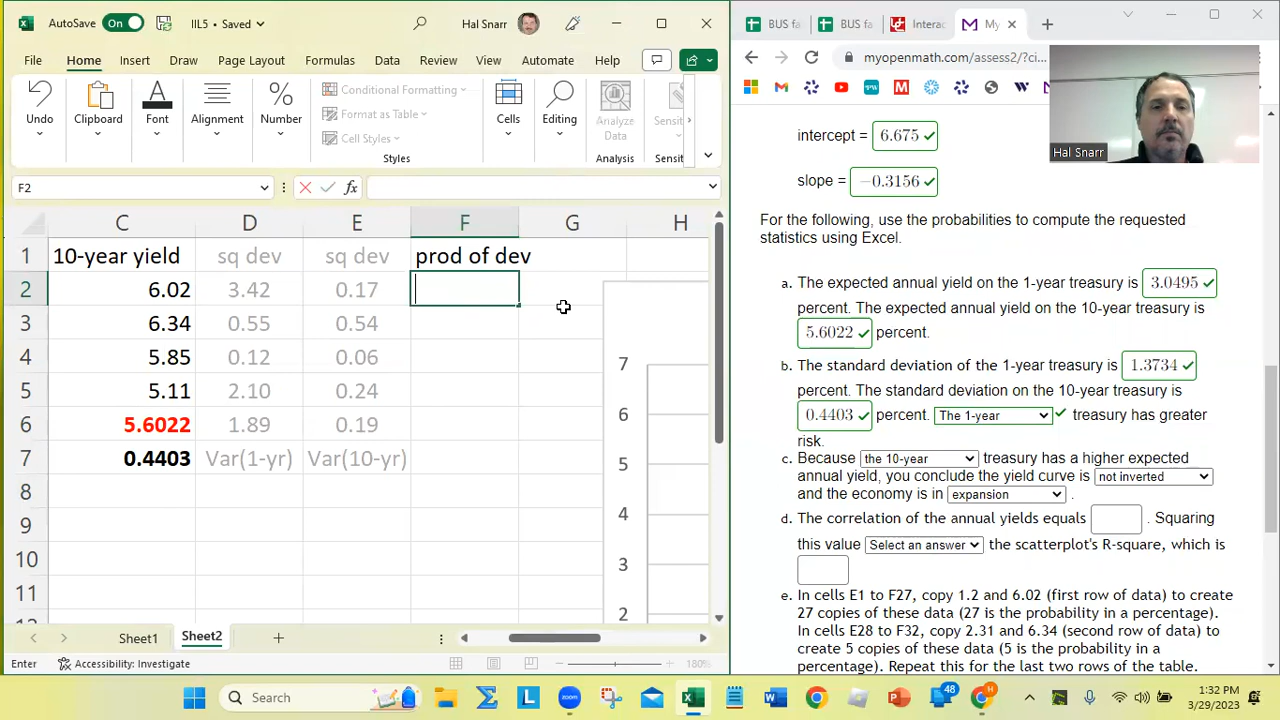 AutoSave On IIL5 • Saved Hal Snarr
File Home Insert Draw Page Layout Formulas Data Review View Automate Help
Undo Clipboard Font Alignment Number Conditional Formatting Format as Table Cell Styles Styles Cells Editing Analyze Data Analysis Sensit Sensit
F2 fx
C D E F G H
1 10-year yield sq dev sq dev prod of dev
2 6.02 3.42 0.17
3 6.34 0.55 0.54
4 5.85 0.12 0.06
5 5.11 2.10 0.24
6 5.6022 1.89 0.19
7 0.4403 Var(1-yr) Var(10-yr)
8
9
10
11
7
6
5
4
3
2
Sheet1 Sheet2
Enter Accessibility: Investigate 180%
BUS fa BUS fa Interac My
myopenmath.com/assess2/?ci...
Hal Snarr
intercept = 6.675
slope = −0.3156
For the following, use the probabilities to compute the requested
statistics using Excel.
a. The expected annual yield on the 1-year treasury is 3.0495
percent. The expected annual yield on the 10-year treasury is
5.6022 percent.
b. The standard deviation of the 1-year treasury is 1.3734
percent. The standard deviation on the 10-year treasury is
0.4403 percent. The 1-year treasury has greater
risk.
c. Because the 10-year treasury has a higher expected
annual yield, you conclude the yield curve is not inverted
and the economy is in expansion .
d. The correlation of the annual yields equals . Squaring
this value Select an answer the scatterplot's R-square, which is
e. In cells E1 to F27, copy 1.2 and 6.02 (first row of data) to create
27 copies of these data (27 is the probability in a percentage).
In cells E28 to F32, copy 2.31 and 6.34 (second row of data) to
create 5 copies of these data (5 is the probability in a
percentage). Repeat this for the last two rows of the table.
Search zoom 48 1:32 PM
3/29/2023